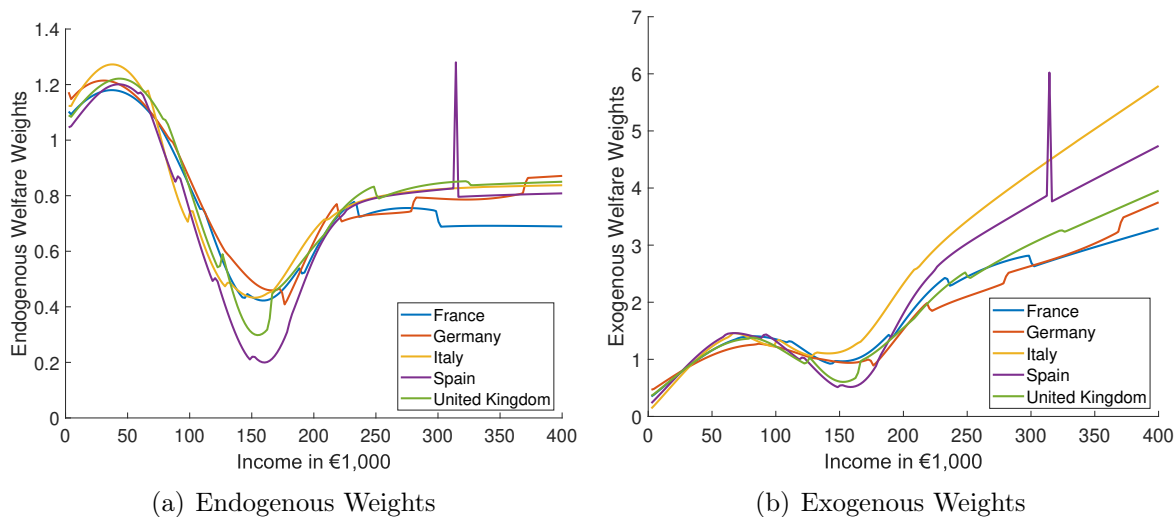 Endogenous Welfare Weights
1.4
1.2
1
0.8
0.6
0.4
0.2
0
0 50 100 150 200 250 300 350 400
Income in €1,000
France
Germany
Italy
Spain
United Kingdom
(a) Endogenous Weights
Exogenous Welfare Weights
7
6
5
4
3
2
1
0
0 50 100 150 200 250 300 350 400
Income in €1,000
France
Germany
Italy
Spain
United Kingdom
(b) Exogenous Weights